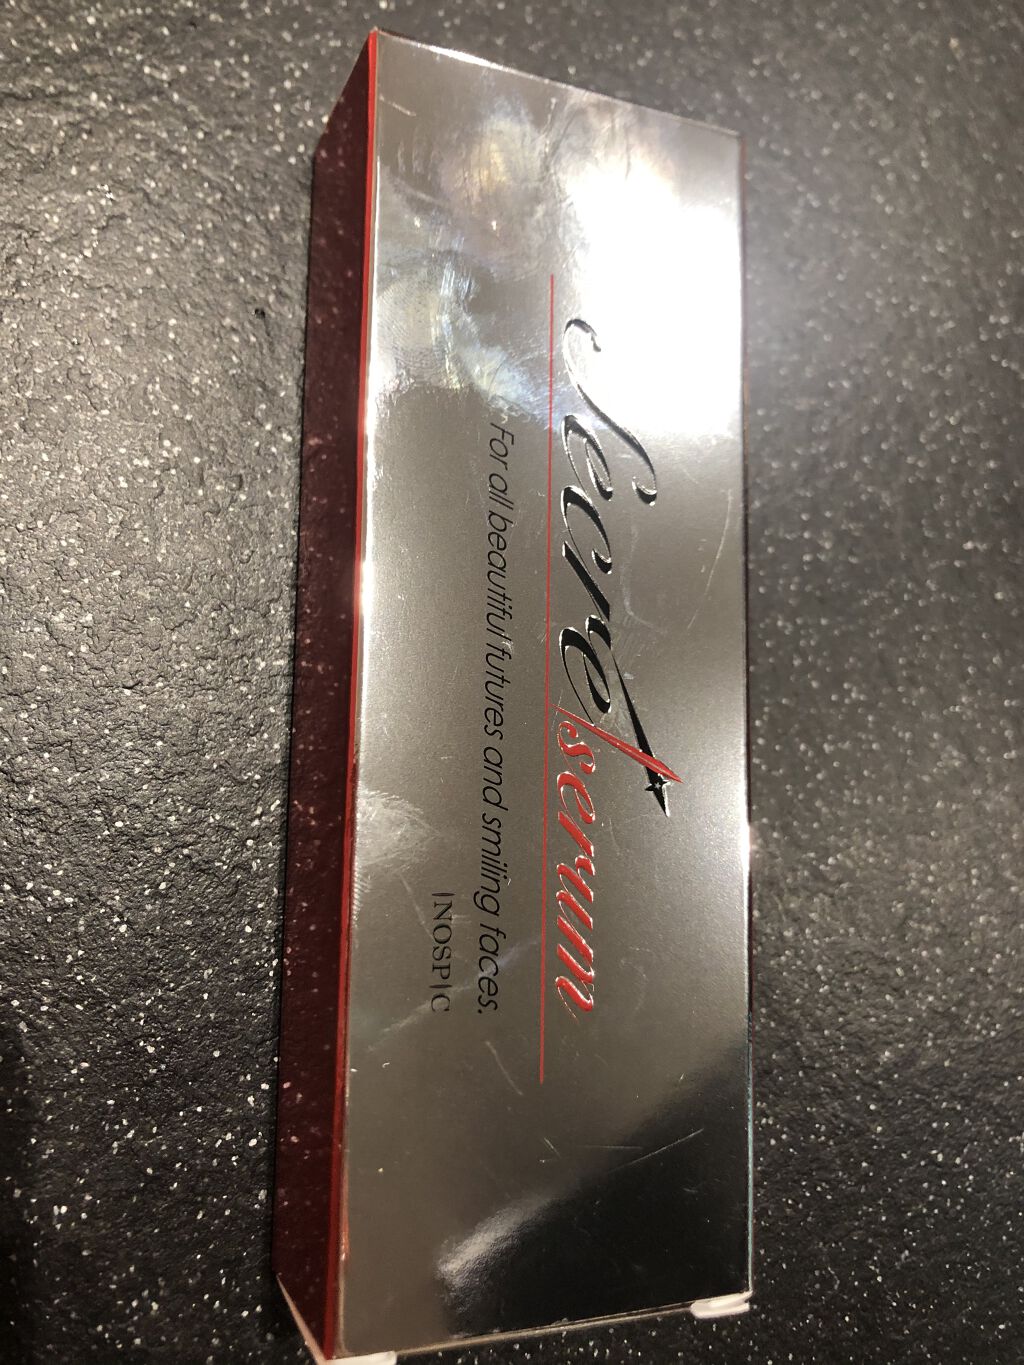 Secret serum
For all beautiful futures and smiling faces.
INOSPIC